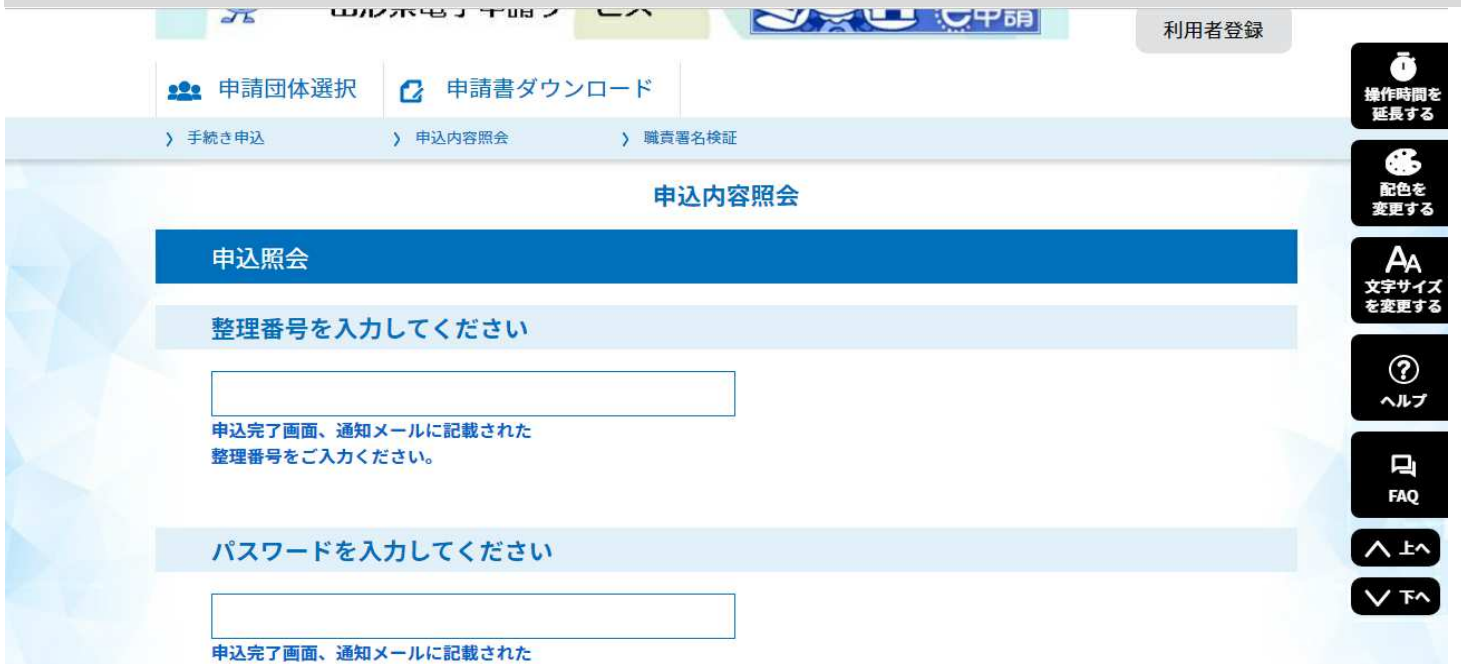 利用者登録
申請団体選択
申請書ダウンロード
手続き申込
申込内容照会
職責署名検証
申込内容照会
申込照会
整理番号を入力してください
申込完了画面、通知メールに記載された
整理番号をご入力ください。
パスワードを入力してください
申込完了画面、通知メールに記載された
操作時間を
延長する
配色を
変更する
AA
文字サイズ
を変更する
?
ヘルプ
FAQ
上へ
下へ